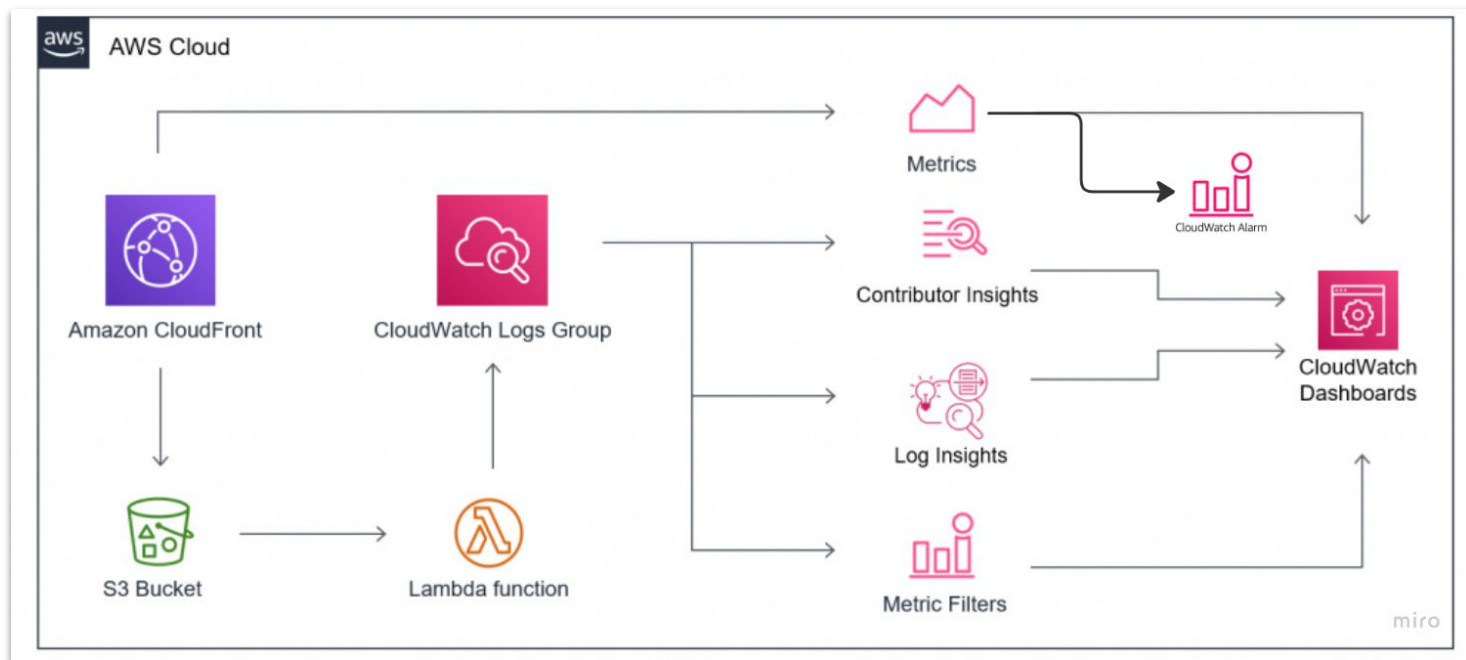 aws
AWS Cloud
Metrics
CloudWatch Alarm
Contributor Insights
Amazon CloudFront
CloudWatch Logs Group
CloudWatch
Dashboards
Log Insights
S3 Bucket
Lambda function
Metric Filters
miro